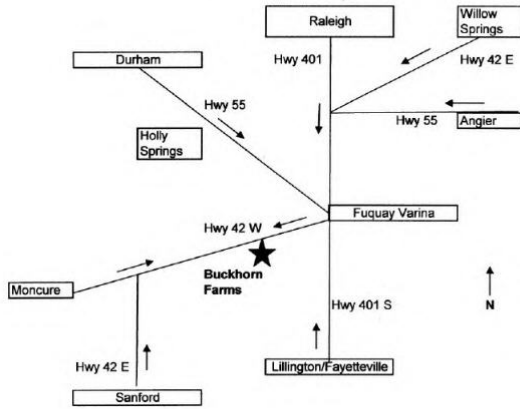 Raleigh
Willow
Springs
Hwy 401
Hwy 42 E
Durham
Hwy 55
Hwy 55
Angier
Holly
Springs
Fuquay Varina
Hwy 42 W
Buckhorn
Farms
Moncure
Hwy 401 S
N
Hwy 42 E
Lillington/Fayetteville
Sanford